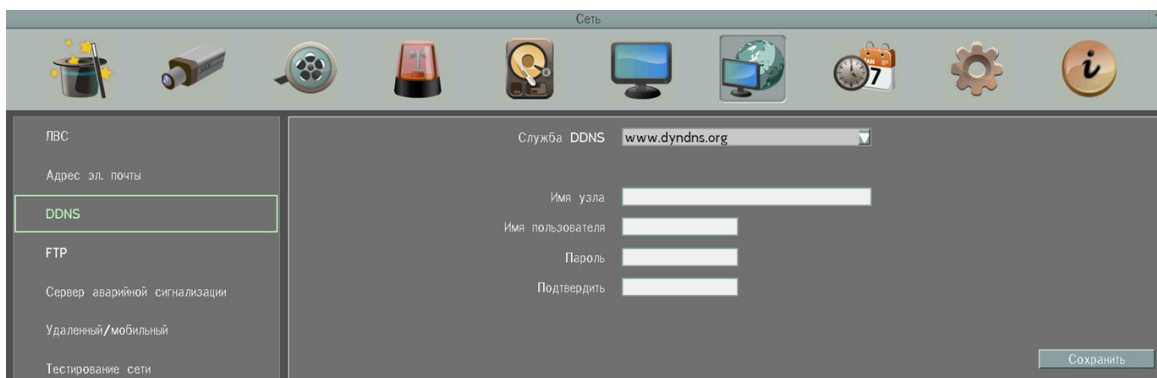 Сеть
7
ЛВС
Адрес эл. почты
DDNS
FTP
Сервер аварийной сигнализации
Удаленный/мобильный
Тестирование сети
Служба DDNS www.dyndns.org
Имя узла
Имя пользователя
Пароль
Подтвердить
Сохранить